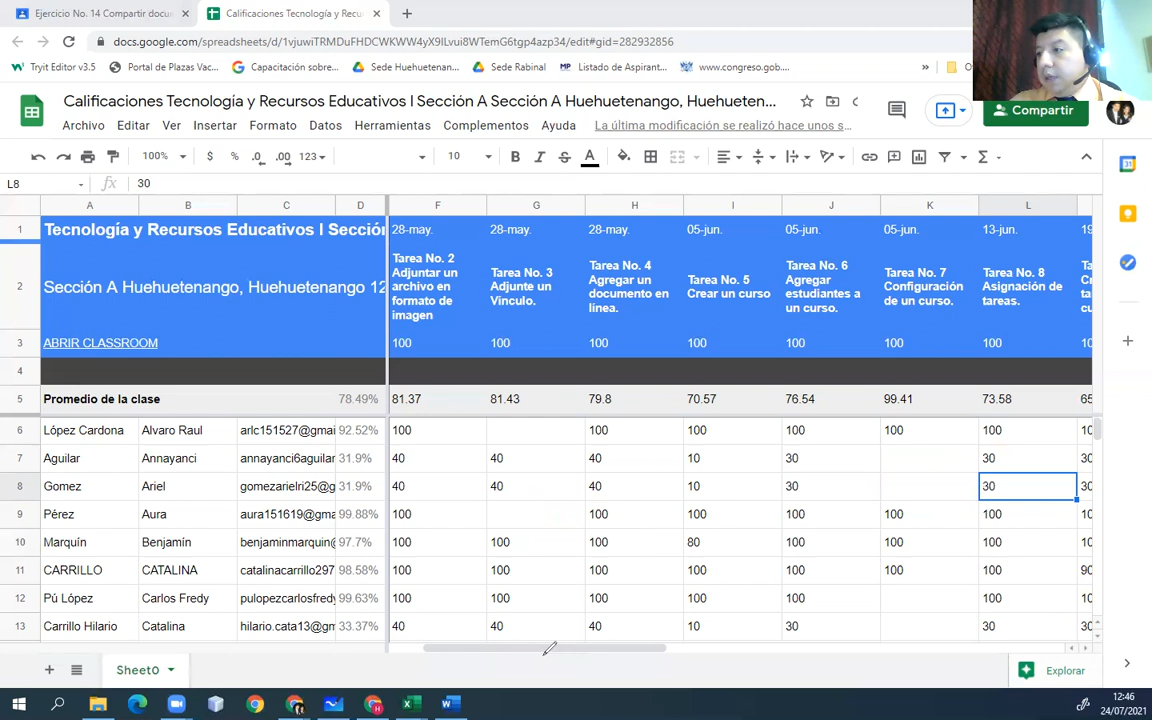 Ejercicio No. 14 Compartir docu
Calificaciones Tecnología y Recu
docs.google.com/spreadsheets/d/1vjuwiTRMDuFHDCWKWW4yX9ILvui8WTemG6tgp4azp34/edit#gid=282932856
Tryit Editor v3.5 Portal de Plazas Vac... Capacitación sobre... Sede Huehuetenan... Sede Rabinal MP Listado de Aspirant... www.congreso.gob.... »
Calificaciones Tecnología y Recursos Educativos I Sección A Sección A Huehuetenango, Huehueten...
Compartir
Archivo Editar Ver Insertar Formato Datos Herramientas Complementos Ayuda La última modificación se realizó hace unos s...
100% $ % .0 .00 123 10 B I S A Σ
L8 fx 30
A B C D F G H I J K L
1 Tecnología y Recursos Educativos I Sección 28-may. 28-may. 28-may. 05-jun. 05-jun. 05-jun. 13-jun. 19
2 Sección A Huehuetenango, Huehuetenango 12
Tarea No. 2 Adjuntar un archivo en formato de imagen
Tarea No. 3 Adjunte un Vinculo.
Tarea No. 4 Agregar un documento en línea.
Tarea No. 5 Crear un curso
Tarea No. 6 Agregar estudiantes a un curso.
Tarea No. 7 Configuración de un curso.
Tarea No. 8 Asignación de tareas.
3 ABRIR CLASSROOM 100 100 100 100 100 100 100 10
4
5 Promedio de la clase 78.49% 81.37 81.43 79.8 70.57 76.54 99.41 73.58 65
6 López Cardona Alvaro Raul arlc151527@gmai 92.52% 100 100 100 100 100 100 10
7 Aguilar Annayanci annayanci6aguilar 31.9% 40 40 40 10 30 30 30
8 Gomez Ariel gomezarielri25@g 31.9% 40 40 40 10 30 30 30
9 Pérez Aura aura151619@gma 99.88% 100 100 100 100 100 100 10
10 Marquín Benjamín benjaminmarquin@ 97.7% 100 100 100 80 100 100 100 10
11 CARRILLO CATALINA catalinacarrillo297 98.58% 100 100 100 100 100 100 100 90
12 Pú López Carlos Fredy pulopezcarlosfredy 99.63% 100 100 100 100 100 100 10
13 Carrillo Hilario Catalina hilario.cata13@gm 33.37% 40 40 40 10 30 30 30
Sheet0
Explorar
12:46
24/07/2021